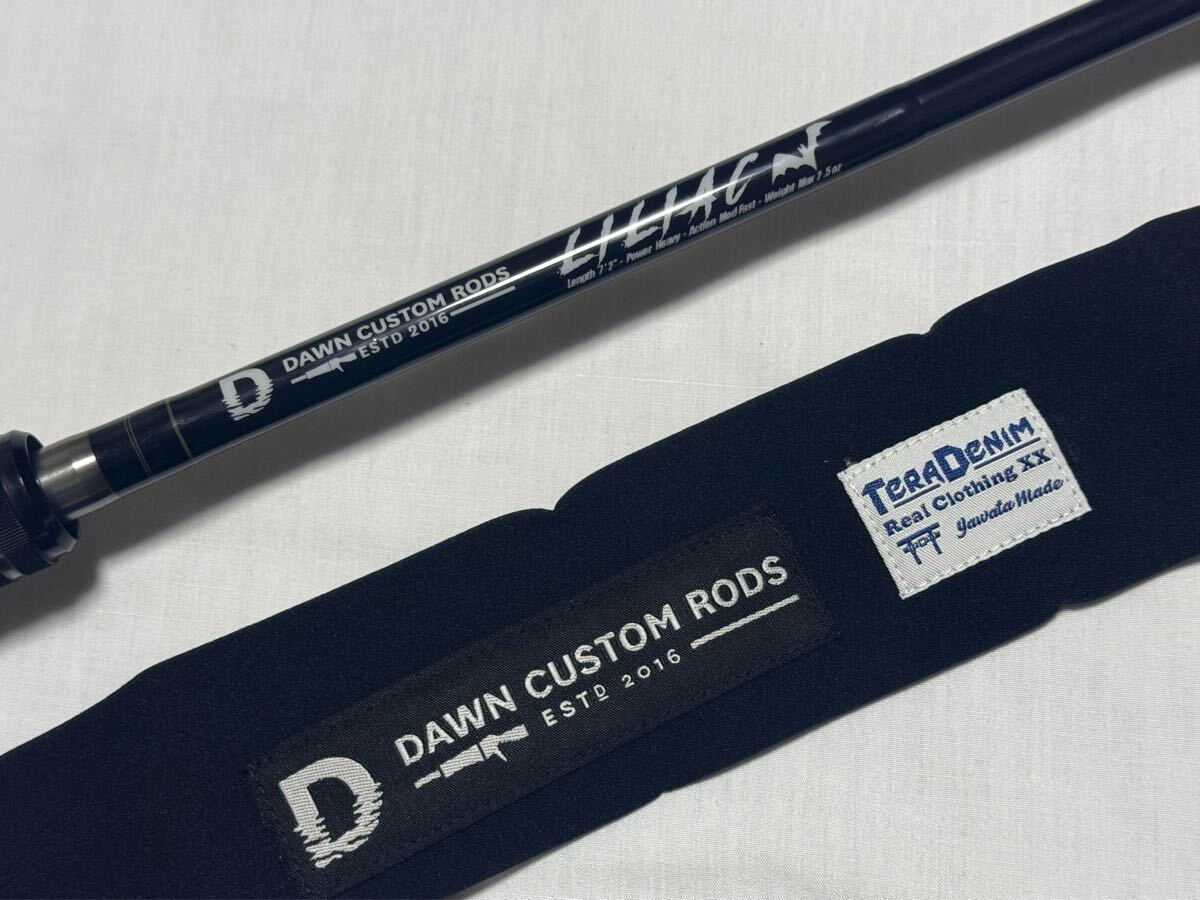 D
DAWN CUSTOM RODS
ESTD 2016
LILIAC
Length 7'2" - Power Heavy - Action Mod Fast - Weight Max 2.5oz
TERADENIM
Real Clothing XX
Yawata Made
D
DAWN CUSTOM RODS
ESTD 2016